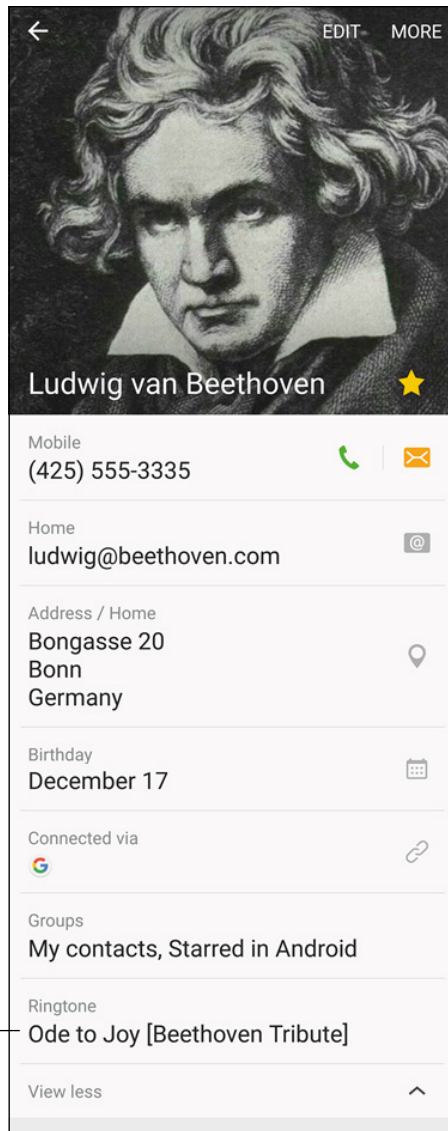 EDIT MORE
Ludwig van Beethoven
Mobile
(425) 555-3335
Home
ludwig@beethoven.com
@
Address / Home
Bongasse 20
Bonn
Germany
Birthday
December 17
Connected via
G
Groups
My contacts, Starred in Android
Ringtone
Ode to Joy [Beethoven Tribute]
View less